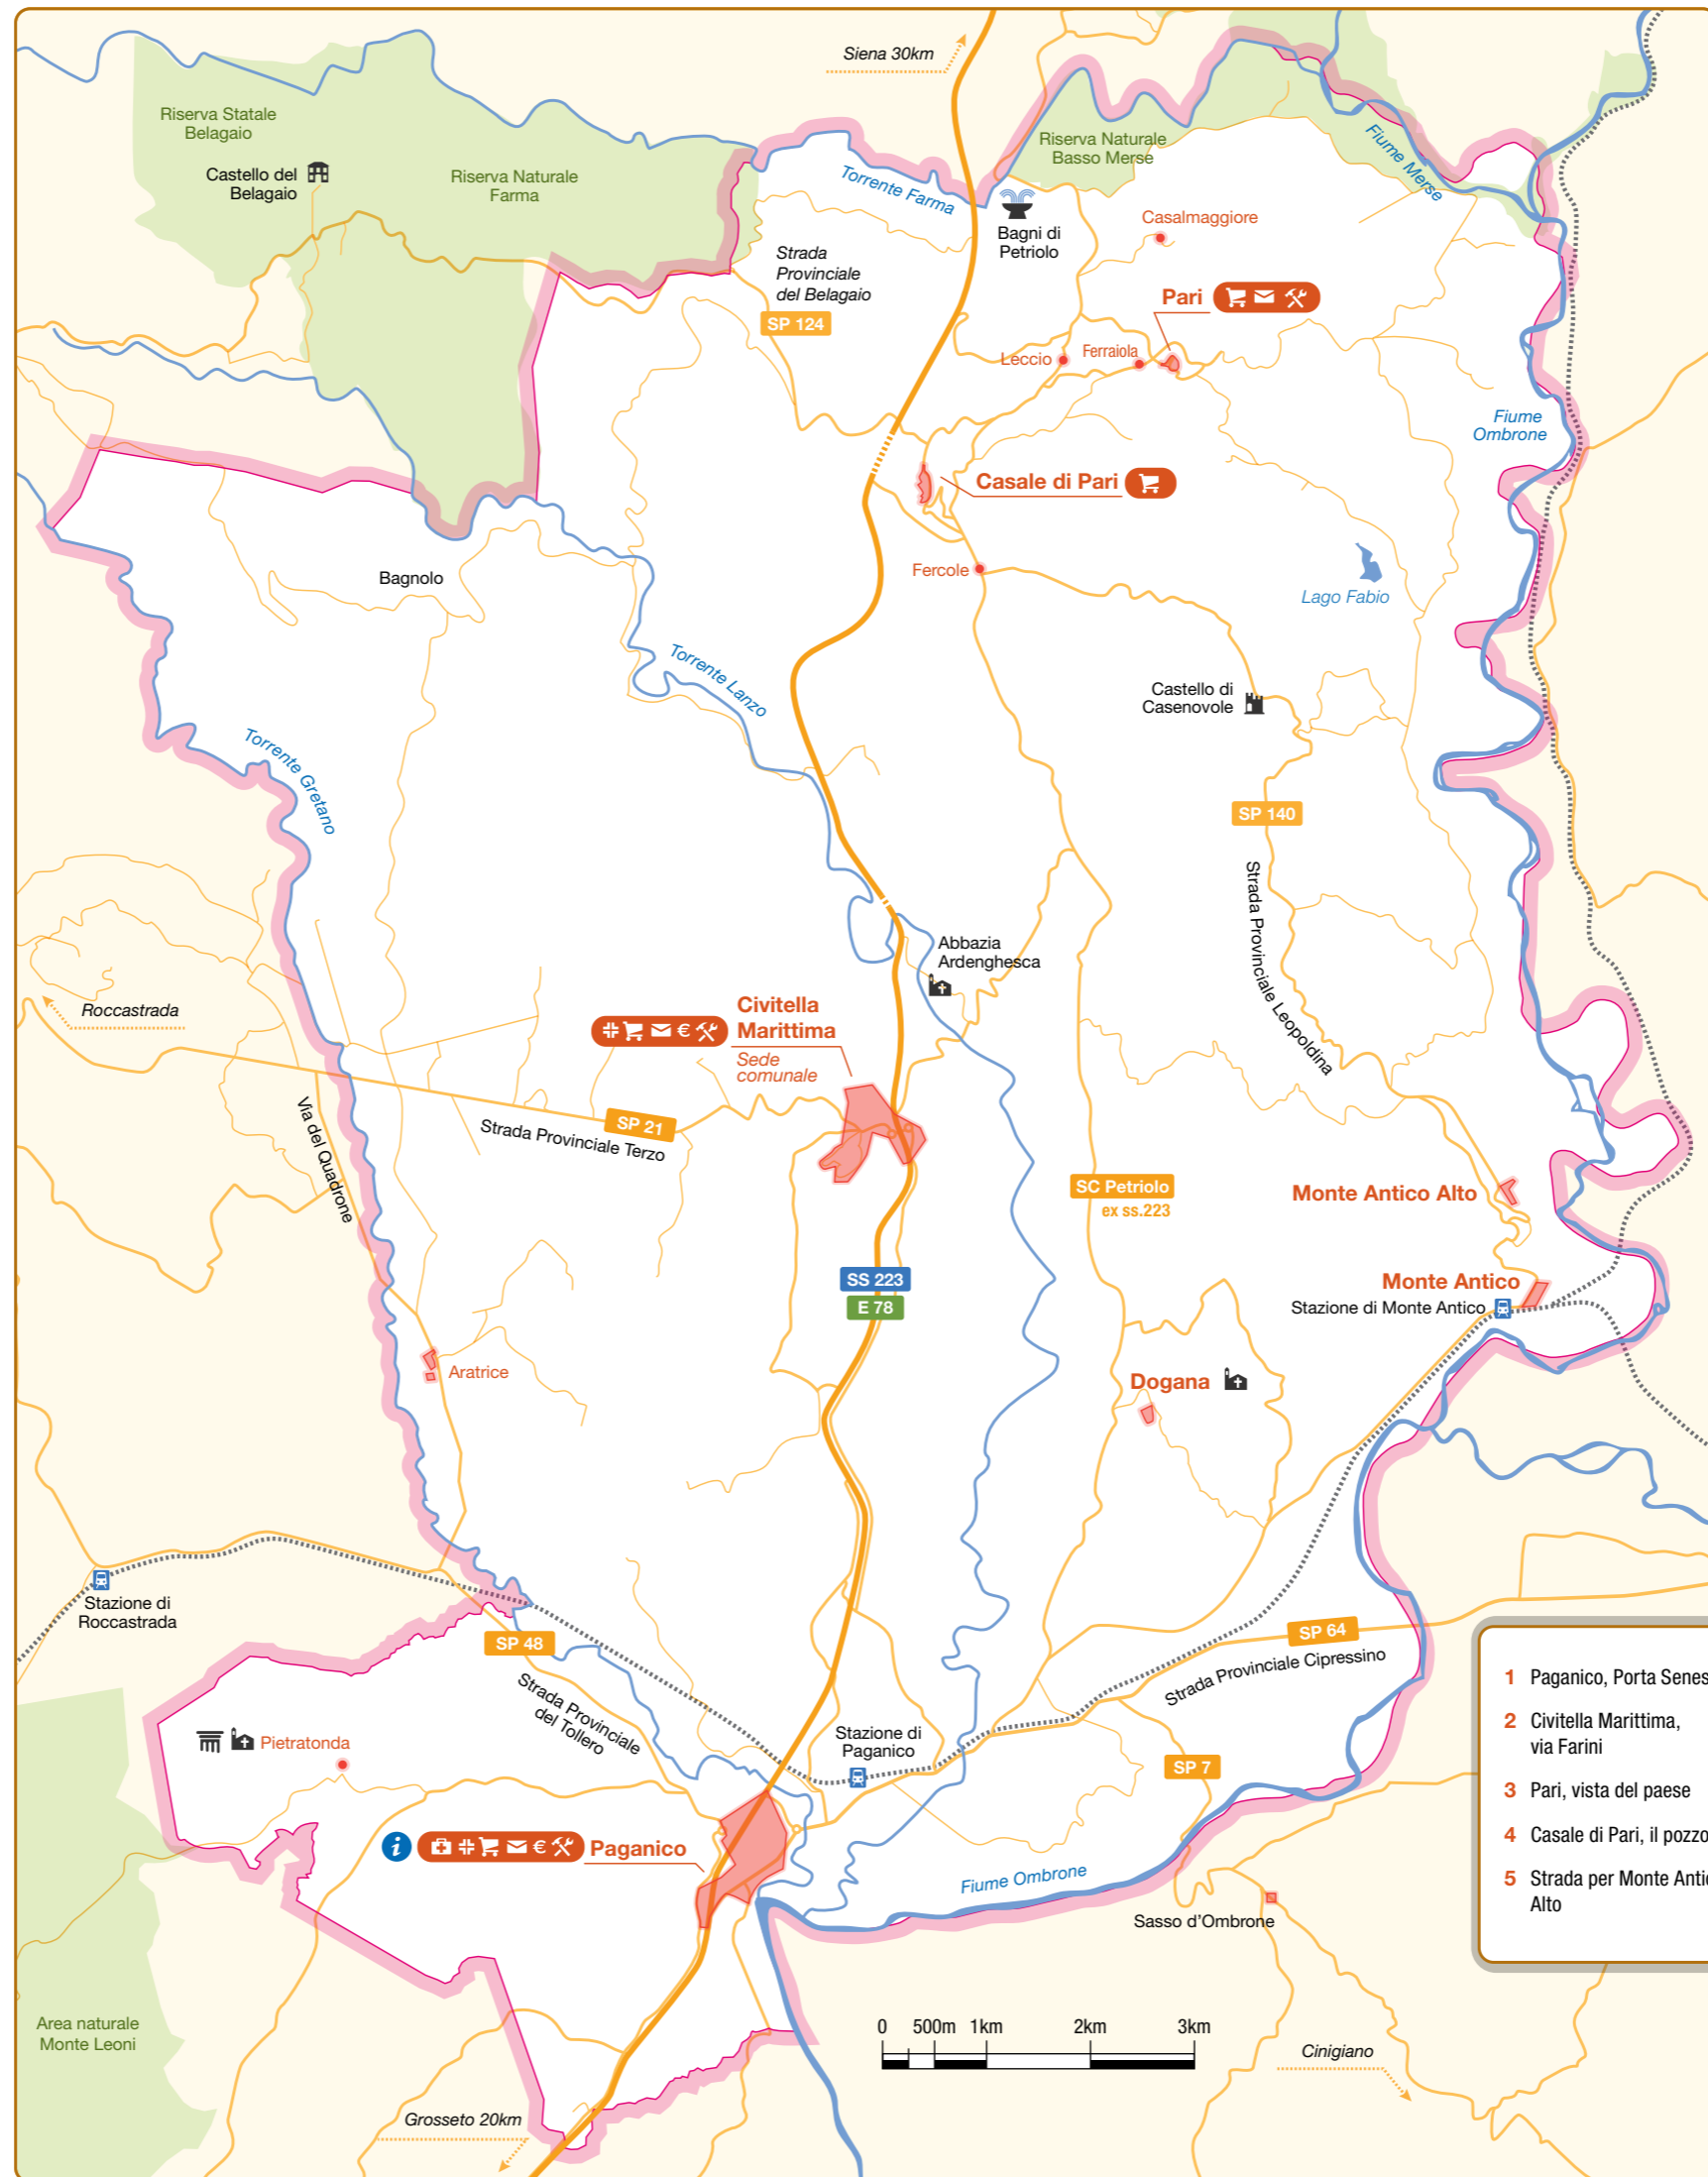 Siena 30km
Riserva Statale
Belagaio
Castello del
Belagaio
Riserva Naturale
Farma
Torrente Farma
Riserva Naturale
Basso Merse
Fiume Merse
Bagni di
Petriolo
Casalmaggiore
Strada
Provinciale
del Belagaio
SP 124
Pari
Leccio
Ferraiola
Fiume
Ombrone
Casale di Pari
Fercole
Bagnolo
Lago Fabio
Torrente Lanzo
Castello di
Casenovole
Torrente Gretano
SP 140
Strada Provinciale Leopoldina
Abbazia
Ardenghesca
Roccastrada
Civitella
Marittima
€
Sede
comunale
Via del Quadrone
SP 21
Strada Provinciale Terzo
SC Petriolo
ex ss.223
Monte Antico Alto
SS 223
E 78
Monte Antico
Stazione di Monte Antico
Aratrice
Dogana
Stazione di
Roccastrada
SP 48
Strada Provinciale
del Tollero
SP 64
Strada Provinciale Cipressino
Pietratonda
Stazione di
Paganico
SP 7
i
€
Paganico
Fiume Ombrone
Sasso d'Ombrone
1 Paganico, Porta Senes
2 Civitella Marittima,
via Farini
3 Pari, vista del paese
4 Casale di Pari, il pozzo
5 Strada per Monte Antic
Alto
Area naturale
Monte Leoni
0 500m 1km 2km 3km
Cinigiano
Grosseto 20km